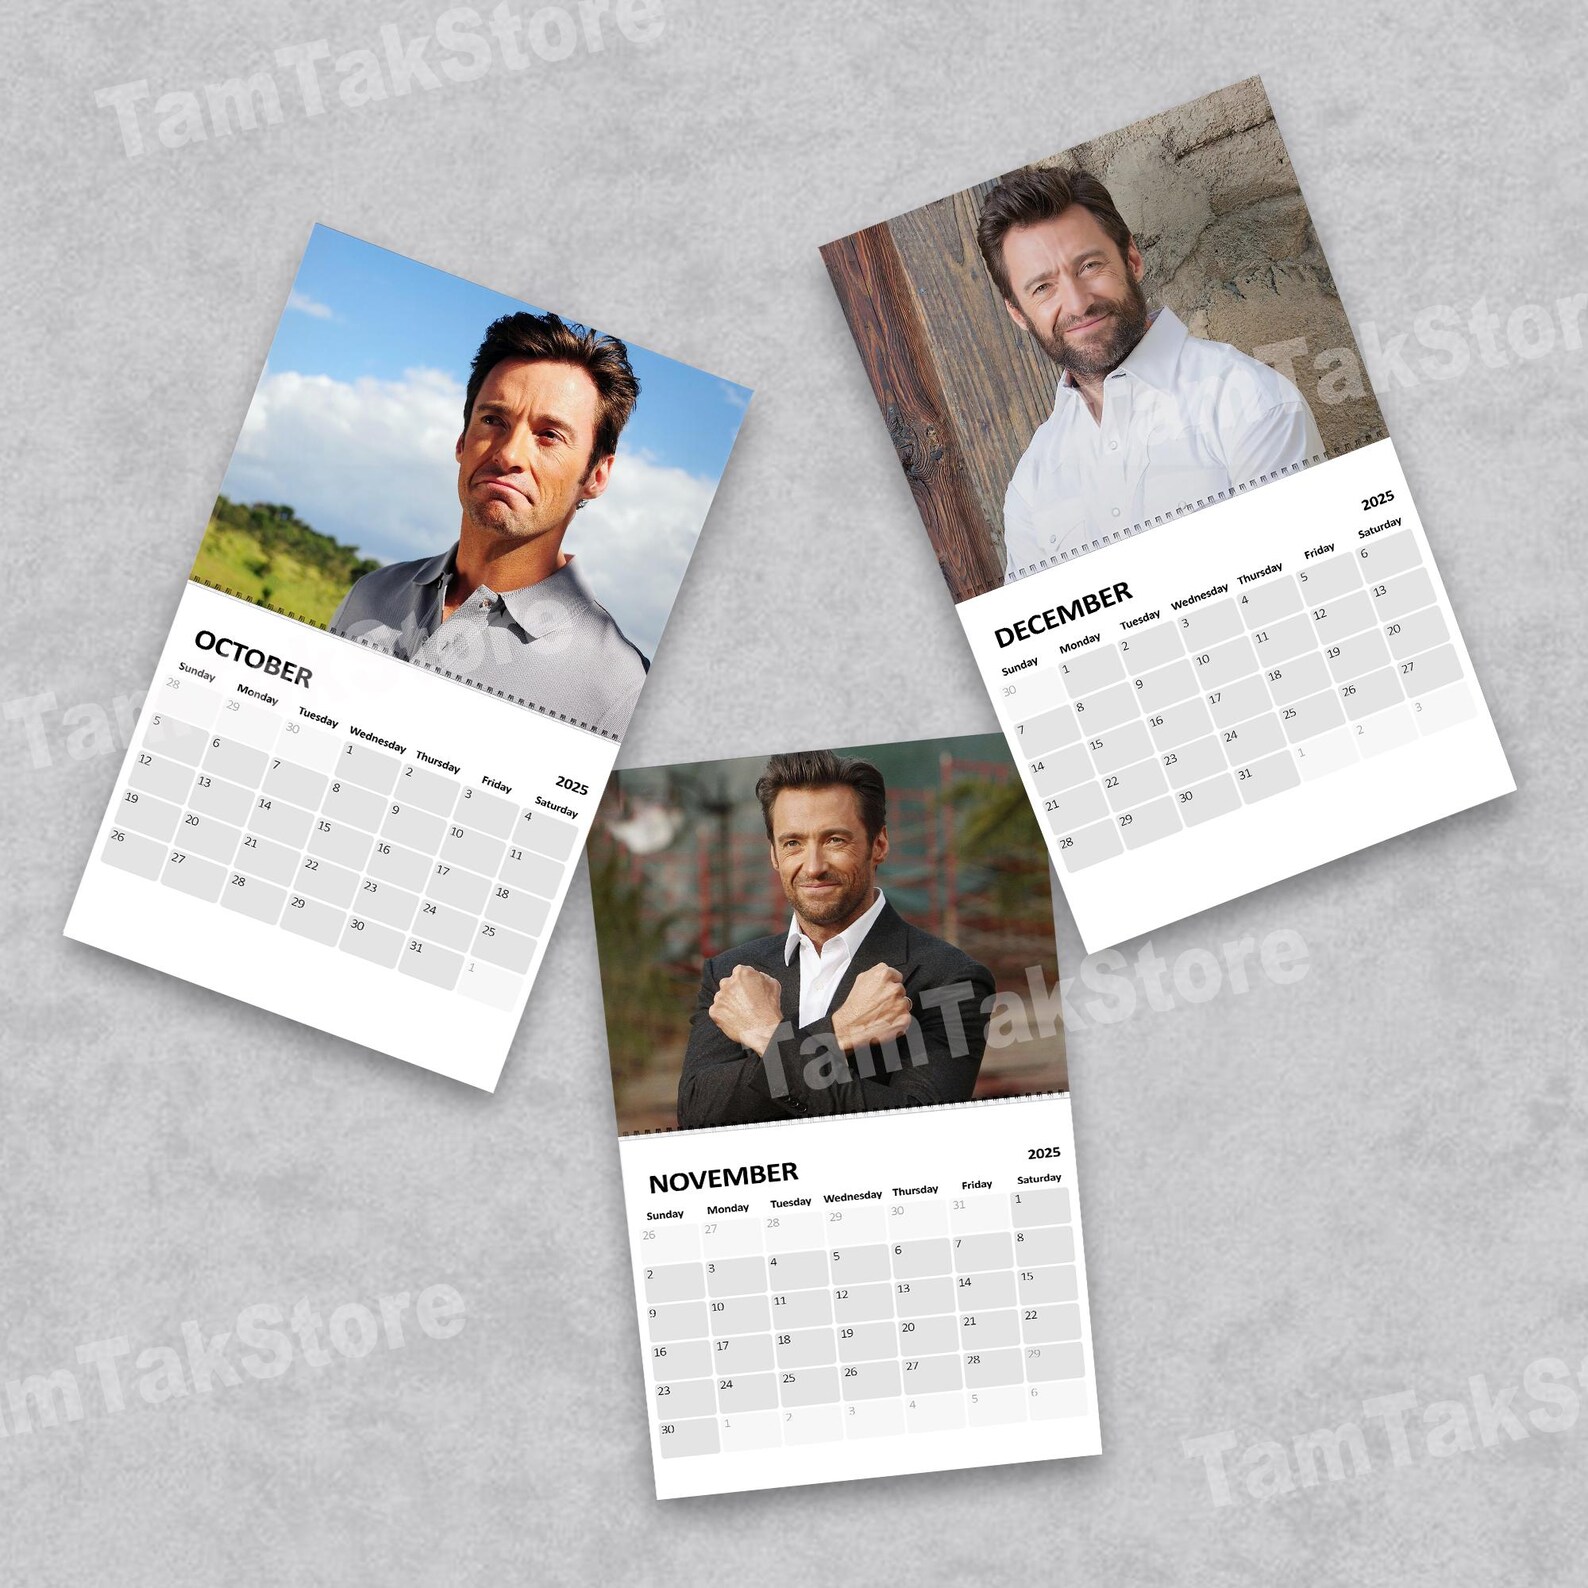 TamTakStore
OCTOBER
2025
Sunday Monday Tuesday Wednesday Thursday Friday Saturday
28 29 30 1 2 3 4
5 6 7 8 9 10 11
12 13 14 15 16 17 18
19 20 21 22 23 24 25
26 27 28 29 30 31 1
DECEMBER
2025
Sunday Monday Tuesday Wednesday Thursday Friday Saturday
30 1 2 3 4 5 6
7 8 9 10 11 12 13
14 15 16 17 18 19 20
21 22 23 24 25 26 27
28 29 30 31 1 2 3
TamTakStore
NOVEMBER
2025
Sunday Monday Tuesday Wednesday Thursday Friday Saturday
26 27 28 29 30 31 1
2 3 4 5 6 7 8
9 10 11 12 13 14 15
16 17 18 19 20 21 22
23 24 25 26 27 28 29
30 1 2 3 4 5 6
amTakStore
TamTakStore
mTakStore
TamTakS